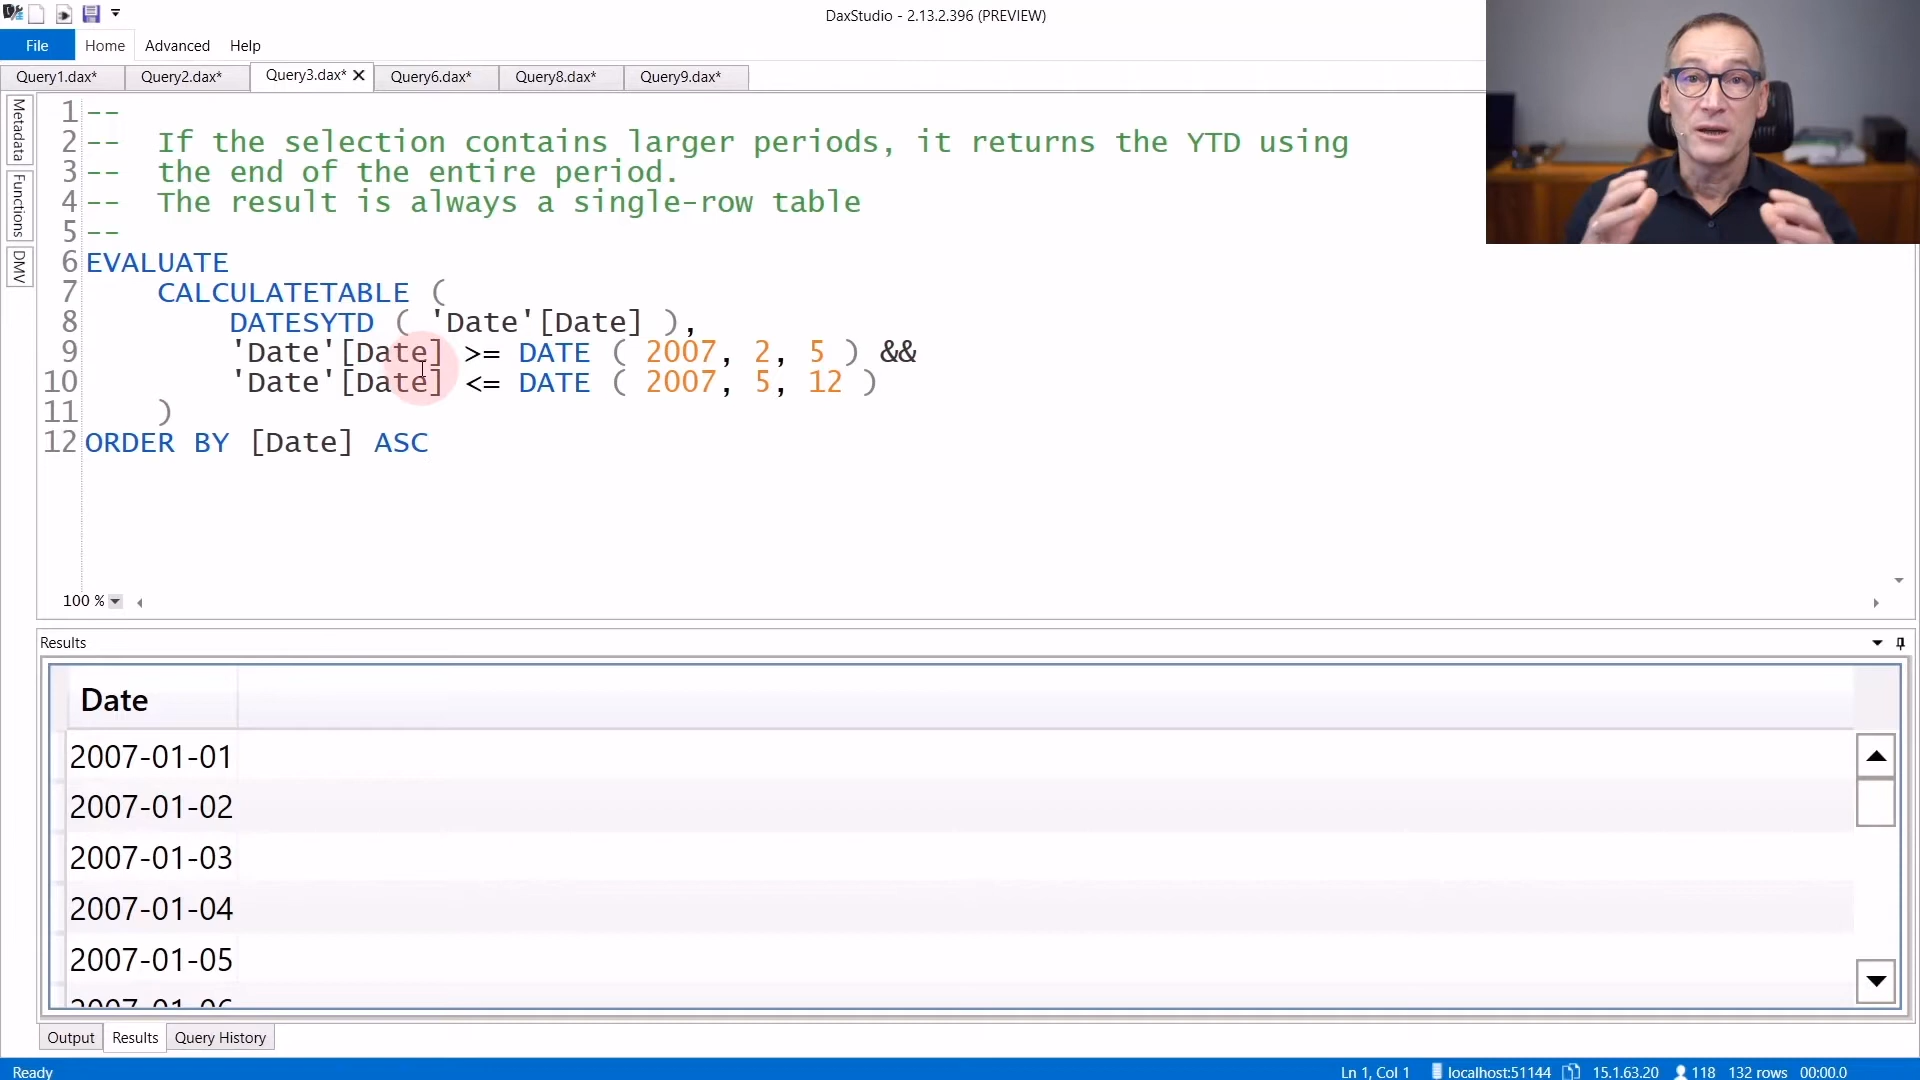 DaxStudio - 2.13.2.396 (PREVIEW)
File Home Advanced Help
Query1.dax* Query2.dax* Query3.dax* Query6.dax* Query8.dax* Query9.dax*
Metadata
Functions
DMV
1 --
2 -- If the selection contains larger periods, it returns the YTD using
3 -- the end of the entire period.
4 -- The result is always a single-row table
5 --
6 EVALUATE
7 CALCULATETABLE (
8 DATESYTD ( 'Date'[Date] ),
9 'Date'[Date] >= DATE ( 2007, 2, 5 ) &&
10 'Date'[Date] <= DATE ( 2007, 5, 12 )
11 )
12 ORDER BY [Date] ASC
100 %
Results
Date
2007-01-01
2007-01-02
2007-01-03
2007-01-04
2007-01-05
2007-01-06
Output Results Query History
Ready Ln 1, Col 1 localhost:51144 15.1.63.20 118 132 rows 00:00.0